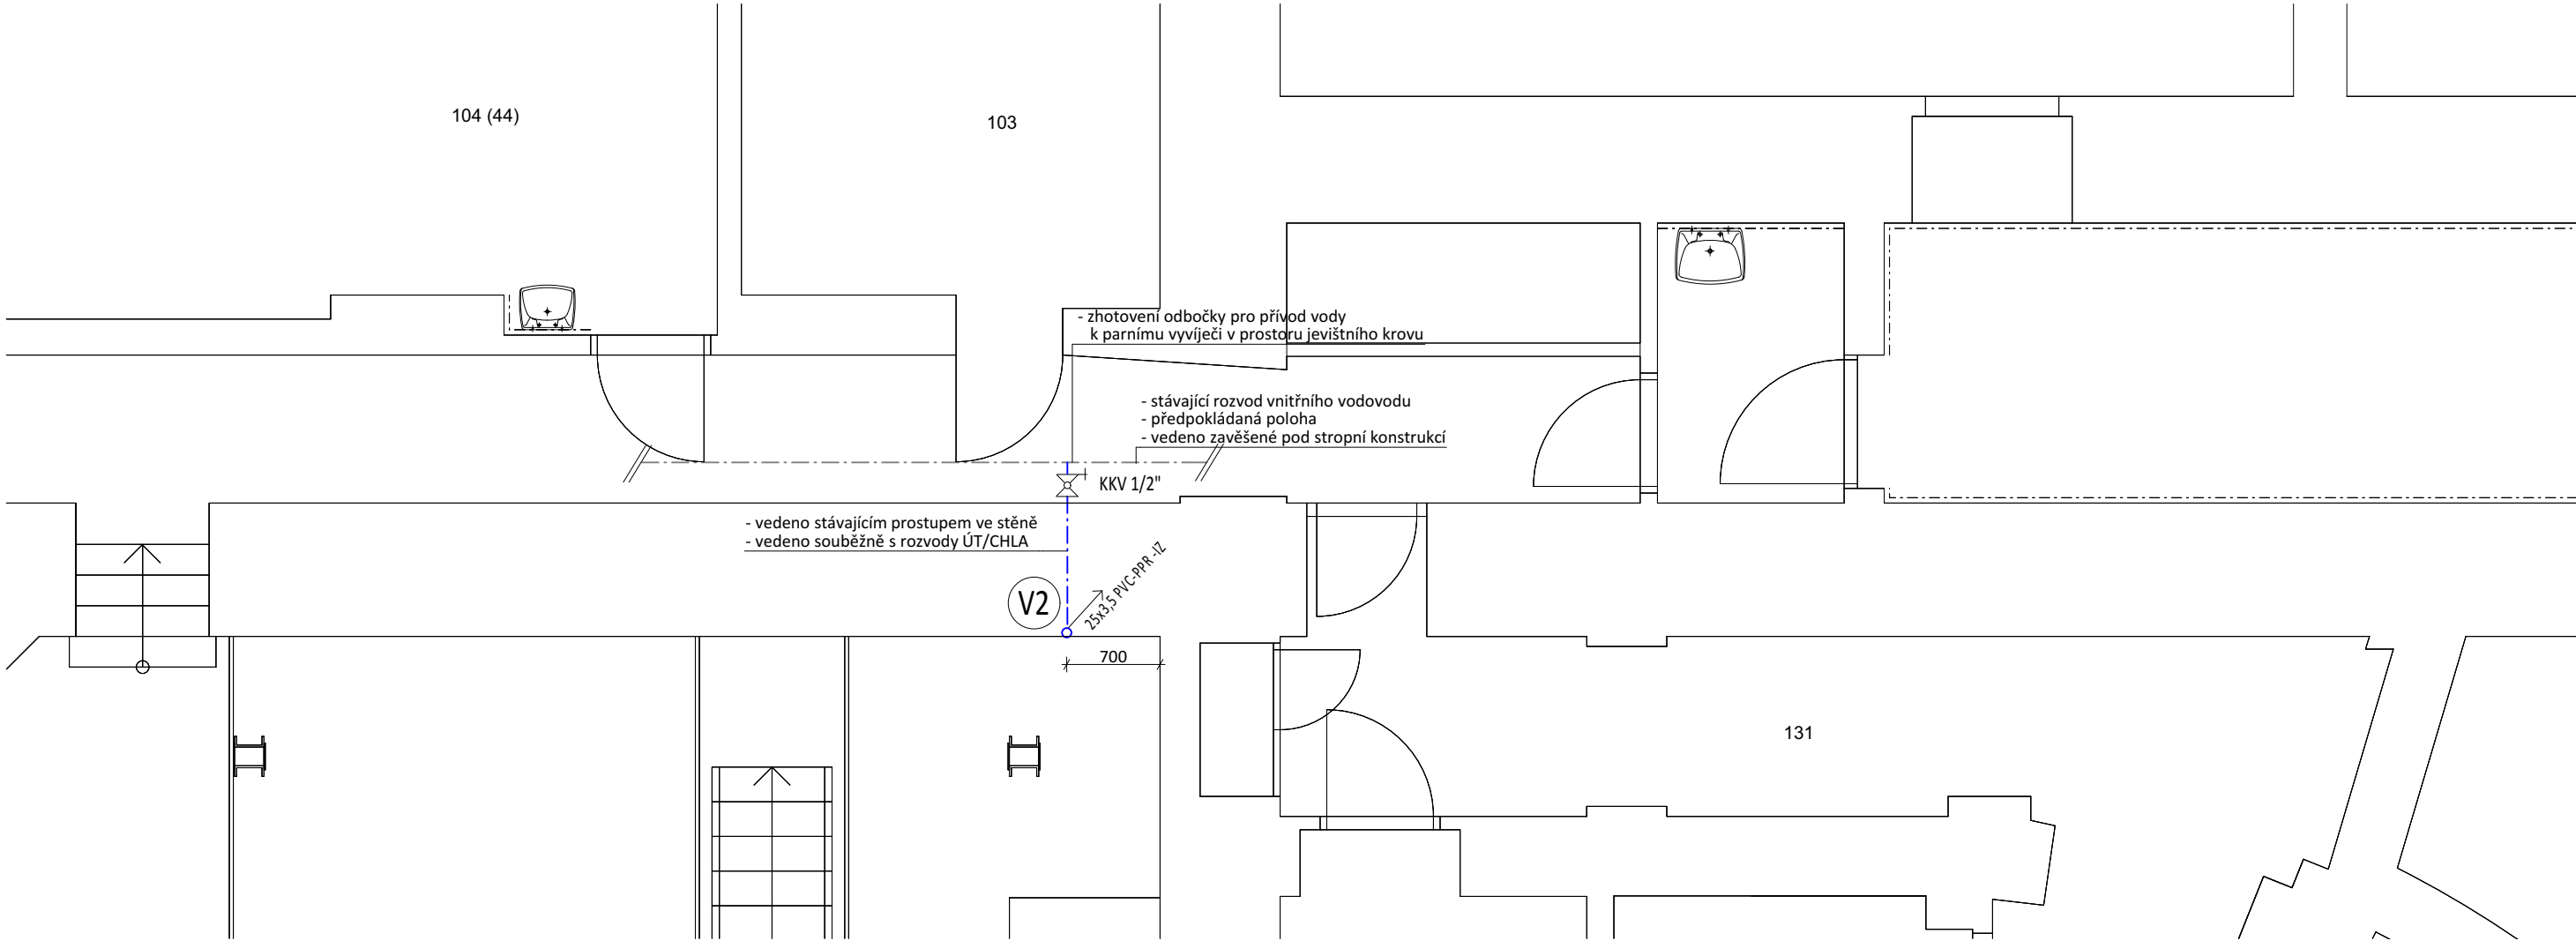 104 (44)
103
- zhotovení odbočky pro přívod vody
k parnímu vyvíječi v prostoru jevištního krovu
- stávající rozvod vnitřního vodovodu
- předpokládaná poloha
- vedeno zavěšené pod stropní konstrukcí
KKV 1/2"
- vedeno stávajícím prostupem ve stěně
- vedeno souběžně s rozvody ÚT/CHLA
V2
25x3,5 PVC-PPR -IZ
700
131